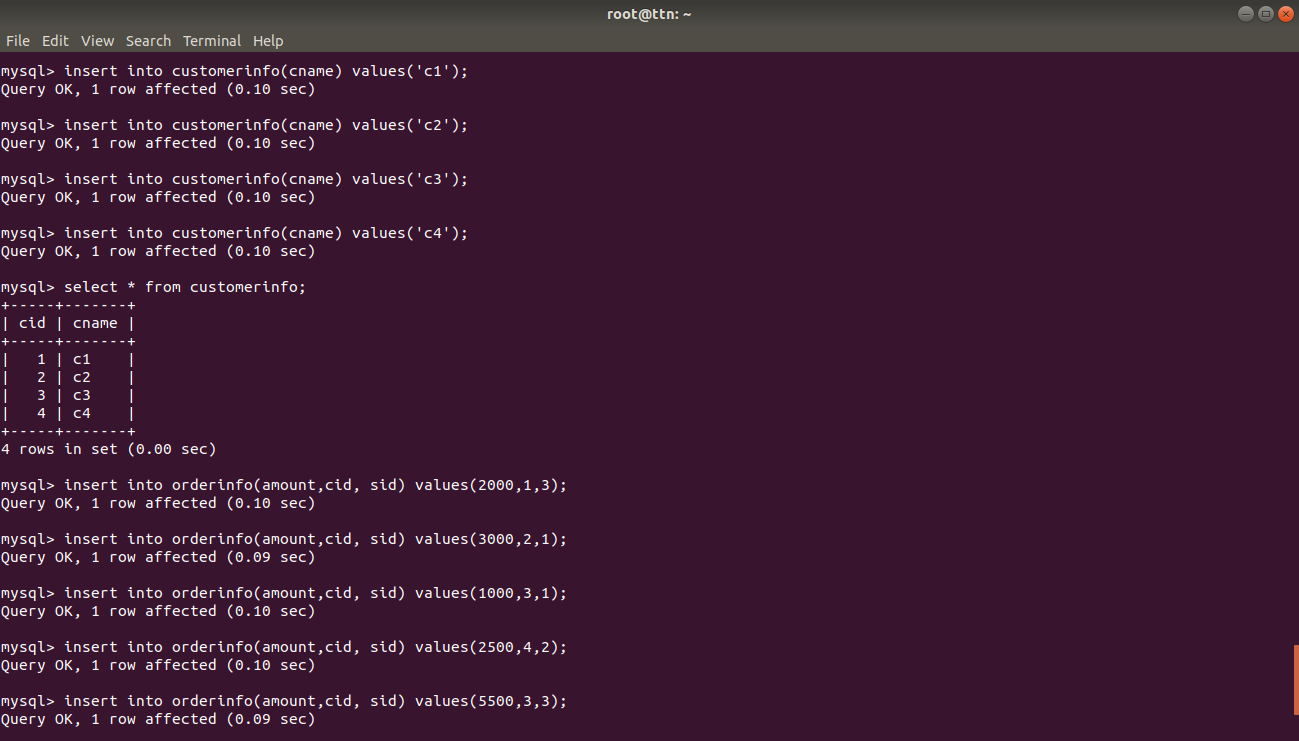 root@ttn: ~
File Edit View Search Terminal Help
mysql> insert into customerinfo(cname) values('c1');
Query OK, 1 row affected (0.10 sec)
mysql> insert into customerinfo(cname) values('c2');
Query OK, 1 row affected (0.10 sec)
mysql> insert into customerinfo(cname) values('c3');
Query OK, 1 row affected (0.10 sec)
mysql> insert into customerinfo(cname) values('c4');
Query OK, 1 row affected (0.10 sec)
mysql> select * from customerinfo;
+-----+-------+
| cid | cname |
+-----+-------+
|   1 | c1    |
|   2 | c2    |
|   3 | c3    |
|   4 | c4    |
+-----+-------+
4 rows in set (0.00 sec)
mysql> insert into orderinfo(amount,cid, sid) values(2000,1,3);
Query OK, 1 row affected (0.10 sec)
mysql> insert into orderinfo(amount,cid, sid) values(3000,2,1);
Query OK, 1 row affected (0.09 sec)
mysql> insert into orderinfo(amount,cid, sid) values(1000,3,1);
Query OK, 1 row affected (0.10 sec)
mysql> insert into orderinfo(amount,cid, sid) values(2500,4,2);
Query OK, 1 row affected (0.10 sec)
mysql> insert into orderinfo(amount,cid, sid) values(5500,3,3);
Query OK, 1 row affected (0.09 sec)